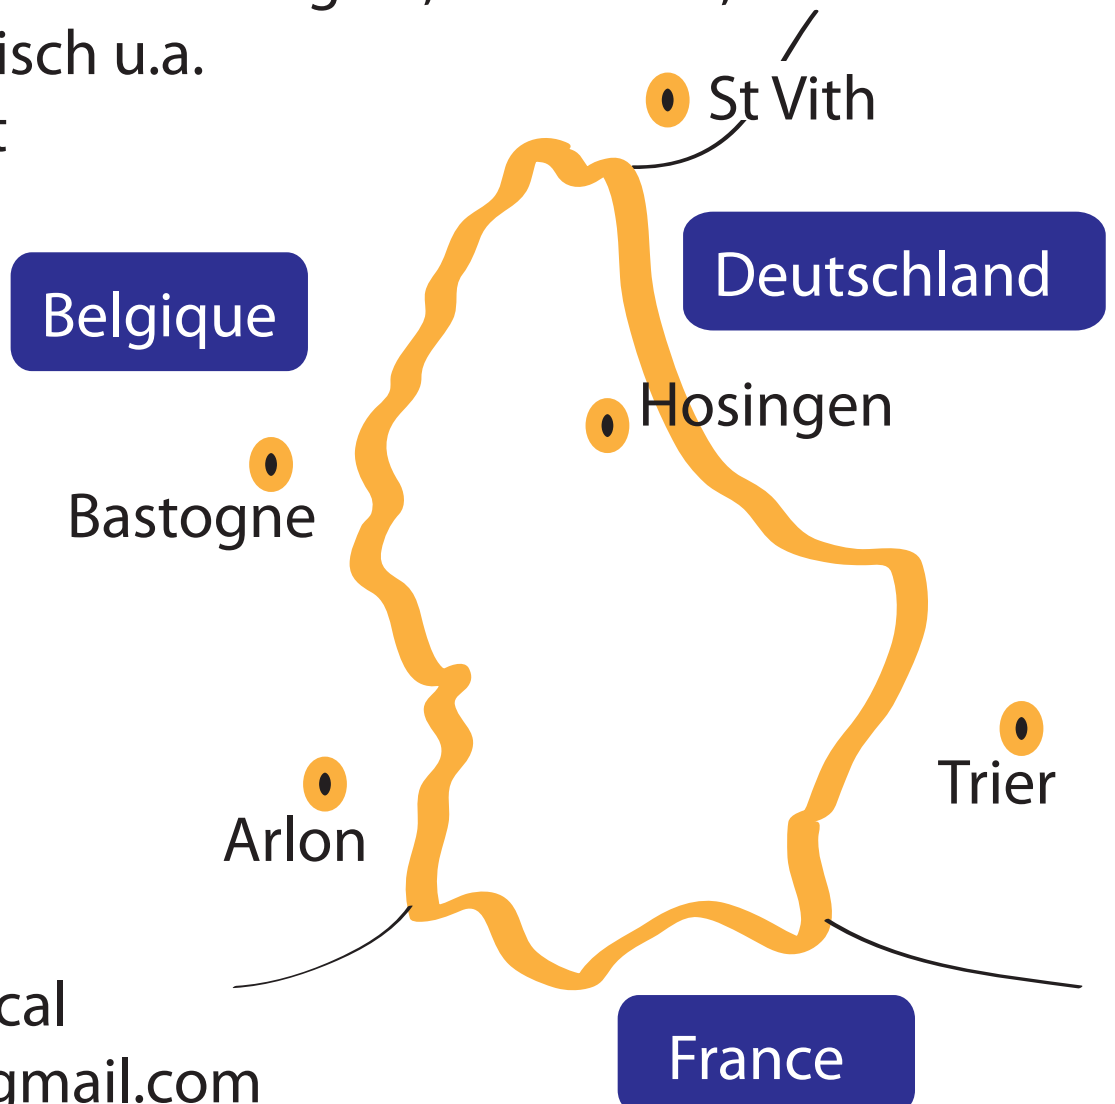 isch u.a.
St Vith
t
Deutschland
Belgique
Hosingen
Bastogne
Trier
Arlon
cal
gmail.com
France